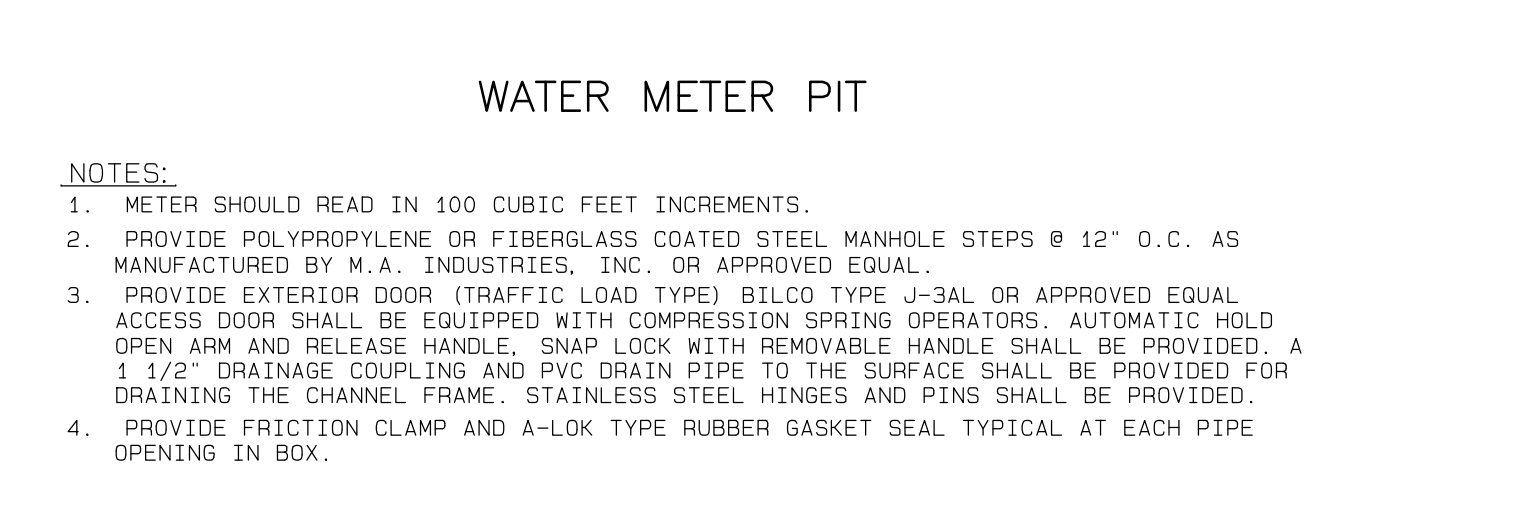 WATER METER PIT
NOTES:
1. METER SHOULD READ IN 100 CUBIC FEET INCREMENTS.
2. PROVIDE POLYPROPYLENE OR FIBERGLASS COATED STEEL MANHOLE STEPS @ 12" O.C. AS
MANUFACTURED BY M.A. INDUSTRIES, INC. OR APPROVED EQUAL.
3. PROVIDE EXTERIOR DOOR (TRAFFIC LOAD TYPE) BILCO TYPE J-3AL OR APPROVED EQUAL
ACCESS DOOR SHALL BE EQUIPPED WITH COMPRESSION SPRING OPERATORS. AUTOMATIC HOLD
OPEN ARM AND RELEASE HANDLE, SNAP LOCK WITH REMOVABLE HANDLE SHALL BE PROVIDED. A
1 1/2" DRAINAGE COUPLING AND PVC DRAIN PIPE TO THE SURFACE SHALL BE PROVIDED FOR
DRAINING THE CHANNEL FRAME. STAINLESS STEEL HINGES AND PINS SHALL BE PROVIDED.
4. PROVIDE FRICTION CLAMP AND A-LOK TYPE RUBBER GASKET SEAL TYPICAL AT EACH PIPE
OPENING IN BOX.